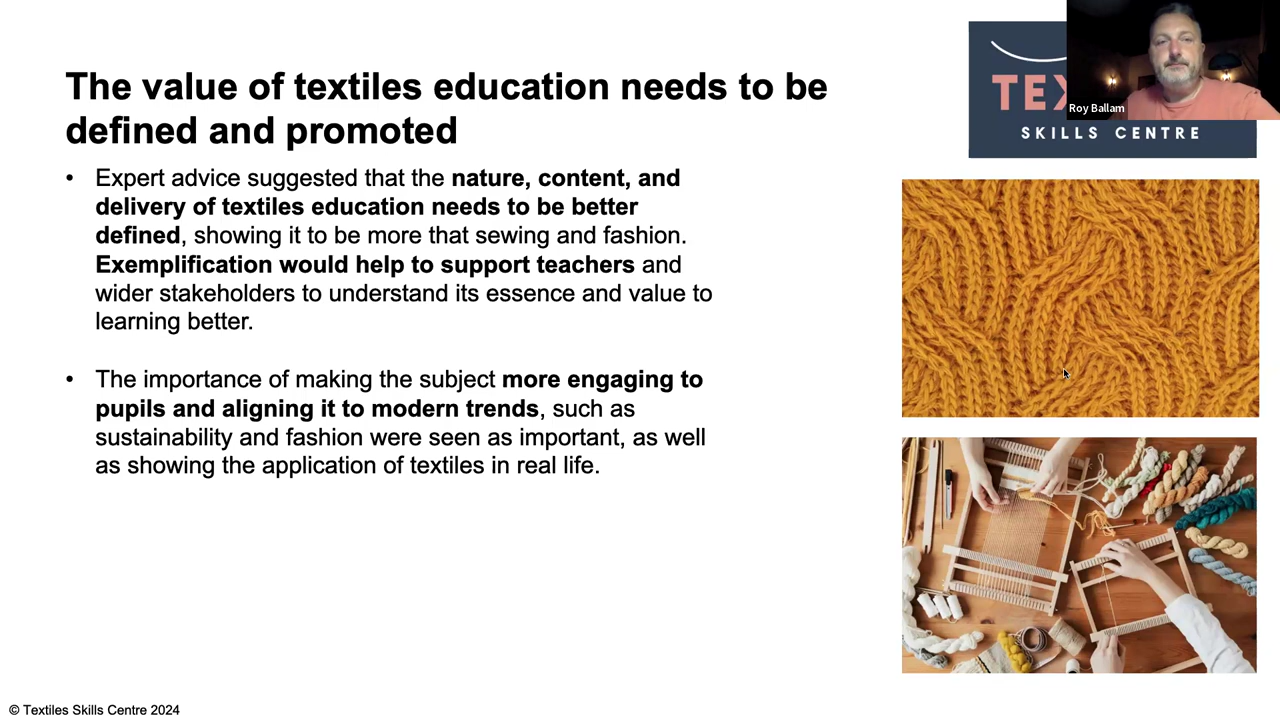 The value of textiles education needs to be
defined and promoted
• Expert advice suggested that the nature, content, and
delivery of textiles education needs to be better
defined, showing it to be more that sewing and fashion.
Exemplification would help to support teachers and
wider stakeholders to understand its essence and value to
learning better.
• The importance of making the subject more engaging to
pupils and aligning it to modern trends, such as
sustainability and fashion were seen as important, as well
as showing the application of textiles in real life.
TEX
SKILLS CENTRE
Roy Ballam
© Textiles Skills Centre 2024